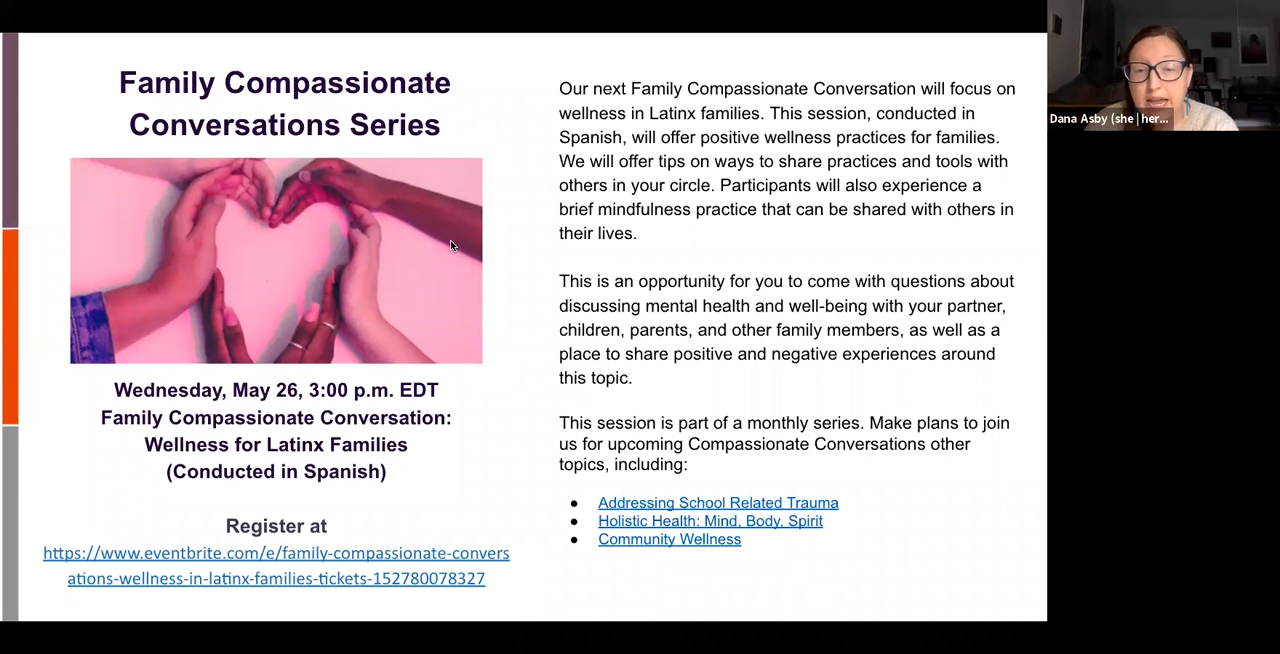 Family Compassionate
Conversations Series
Wednesday, May 26, 3:00 p.m. EDT
Family Compassionate Conversation:
Wellness for Latinx Families
(Conducted in Spanish)
Register at
https://www.eventbrite.com/e/family-compassionate-convers
ations-wellness-in-latinx-families-tickets-152780078327
Our next Family Compassionate Conversation will focus on
wellness in Latinx families. This session, conducted in
Spanish, will offer positive wellness practices for families.
We will offer tips on ways to share practices and tools with
others in your circle. Participants will also experience a
brief mindfulness practice that can be shared with others in
their lives.
This is an opportunity for you to come with questions about
discussing mental health and well-being with your partner,
children, parents, and other family members, as well as a
place to share positive and negative experiences around
this topic.
This session is part of a monthly series. Make plans to join
us for upcoming Compassionate Conversations other
topics, including:
● Addressing School Related Trauma
● Holistic Health: Mind, Body, Spirit
● Community Wellness
Dana Asby (she | her...